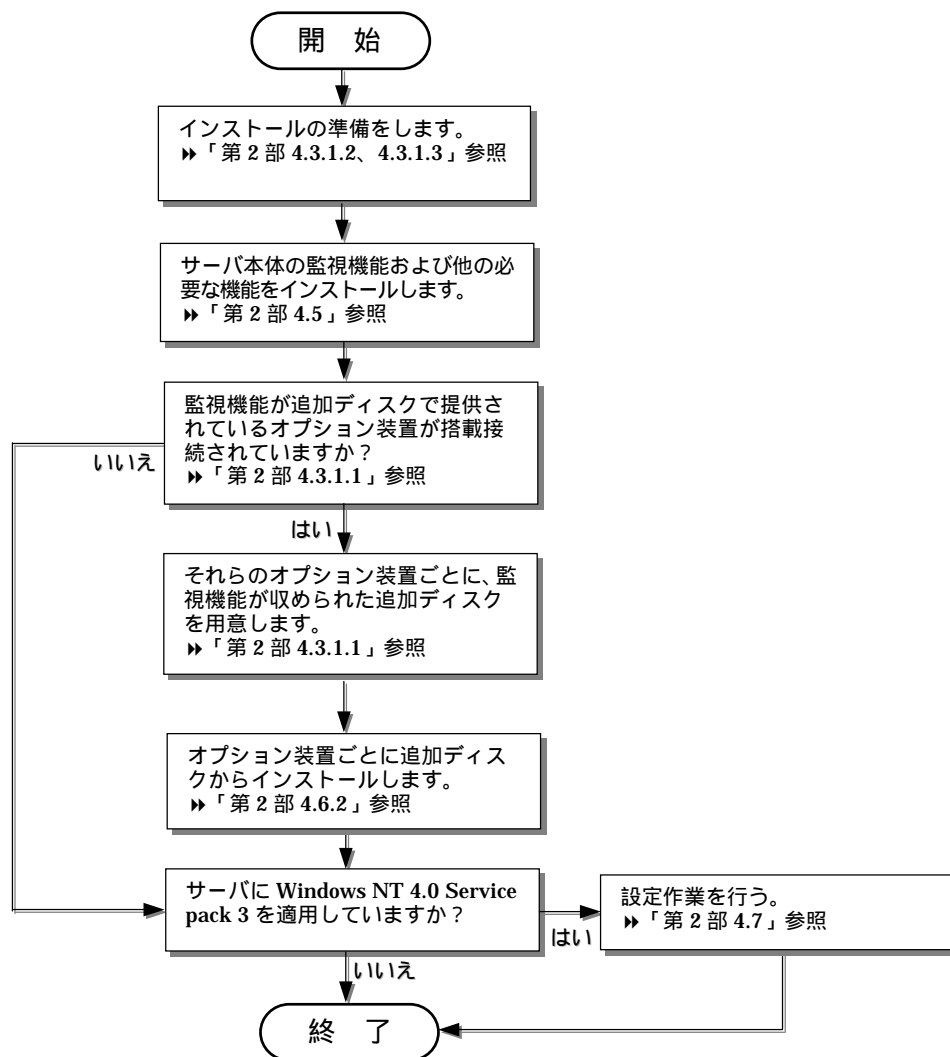 開　始
インストールの準備をします。
「第 2 部 4.3.1.2、4.3.1.3」参照
サーバ本体の監視機能および他の必
要な機能をインストールします。
「第 2 部 4.5」参照
監視機能が追加ディスクで提供さ
れているオプション装置が搭載接
続されていますか？
「第 2 部 4.3.1.1」参照
いいえ
はい
それらのオプション装置ごとに、監
視機能が収められた追加ディスク
を用意します。
「第 2 部 4.3.1.1」参照
オプション装置ごとに追加ディス
クからインストールします。
「第 2 部 4.6.2」参照
サーバに Windows NT 4.0 Service
pack 3 を適用していますか？
はい
設定作業を行う。
「第 2 部 4.7」参照
いいえ
終　了